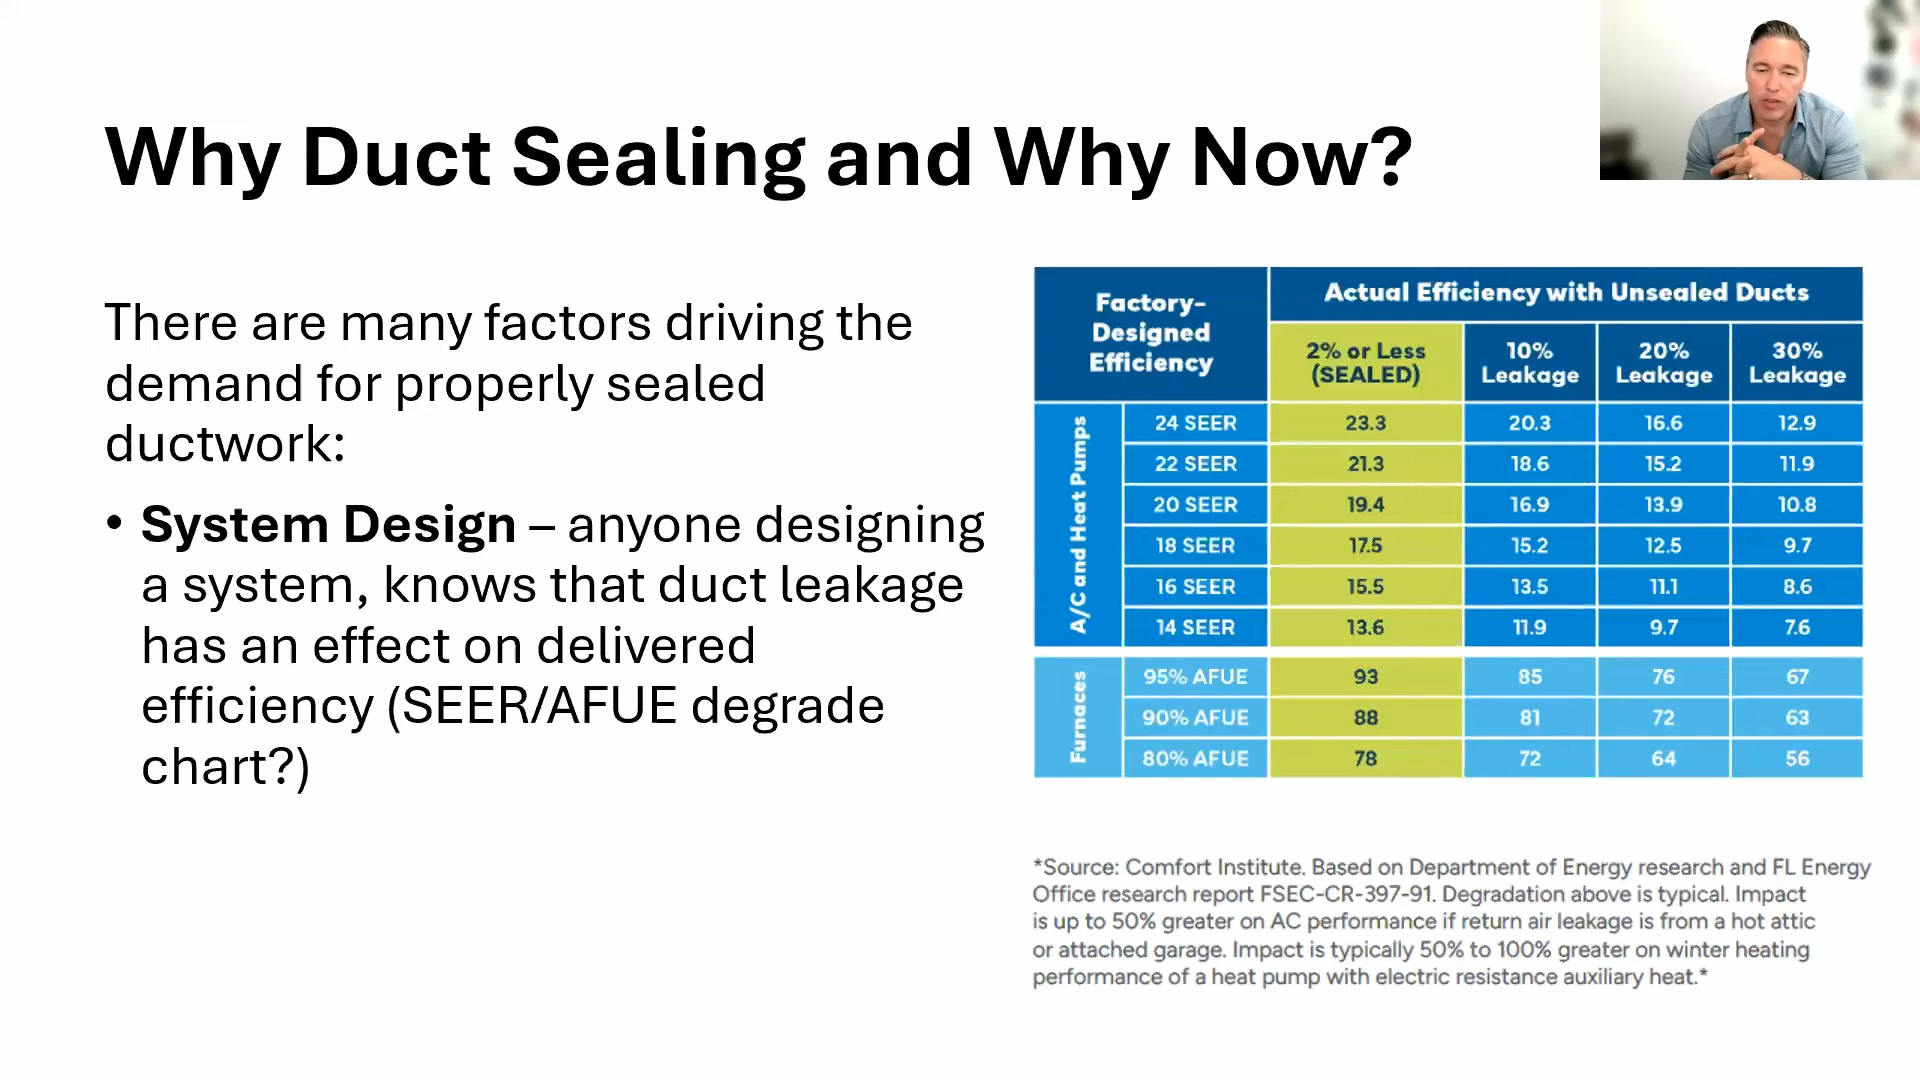 Why Duct Sealing and Why Now?
There are many factors driving the
demand for properly sealed
ductwork:
• System Design – anyone designing
a system, knows that duct leakage
has an effect on delivered
efficiency (SEER/AFUE degrade
chart?)
Factory-
Designed
Efficiency
Actual Efficiency with Unsealed Ducts
2% or Less
(SEALED)
10%
Leakage
20%
Leakage
30%
Leakage
A/C and Heat Pumps
24 SEER 23.3 20.3 16.6 12.9
22 SEER 21.3 18.6 15.2 11.9
20 SEER 19.4 16.9 13.9 10.8
18 SEER 17.5 15.2 12.5 9.7
16 SEER 15.5 13.5 11.1 8.6
14 SEER 13.6 11.9 9.7 7.6
Furnaces
95% AFUE 93 85 76 67
90% AFUE 88 81 72 63
80% AFUE 78 72 64 56
*Source: Comfort Institute. Based on Department of Energy research and FL Energy
Office research report FSEC-CR-397-91. Degradation above is typical. Impact
is up to 50% greater on AC performance if return air leakage is from a hot attic
or attached garage. Impact is typically 50% to 100% greater on winter heating
performance of a heat pump with electric resistance auxiliary heat.*